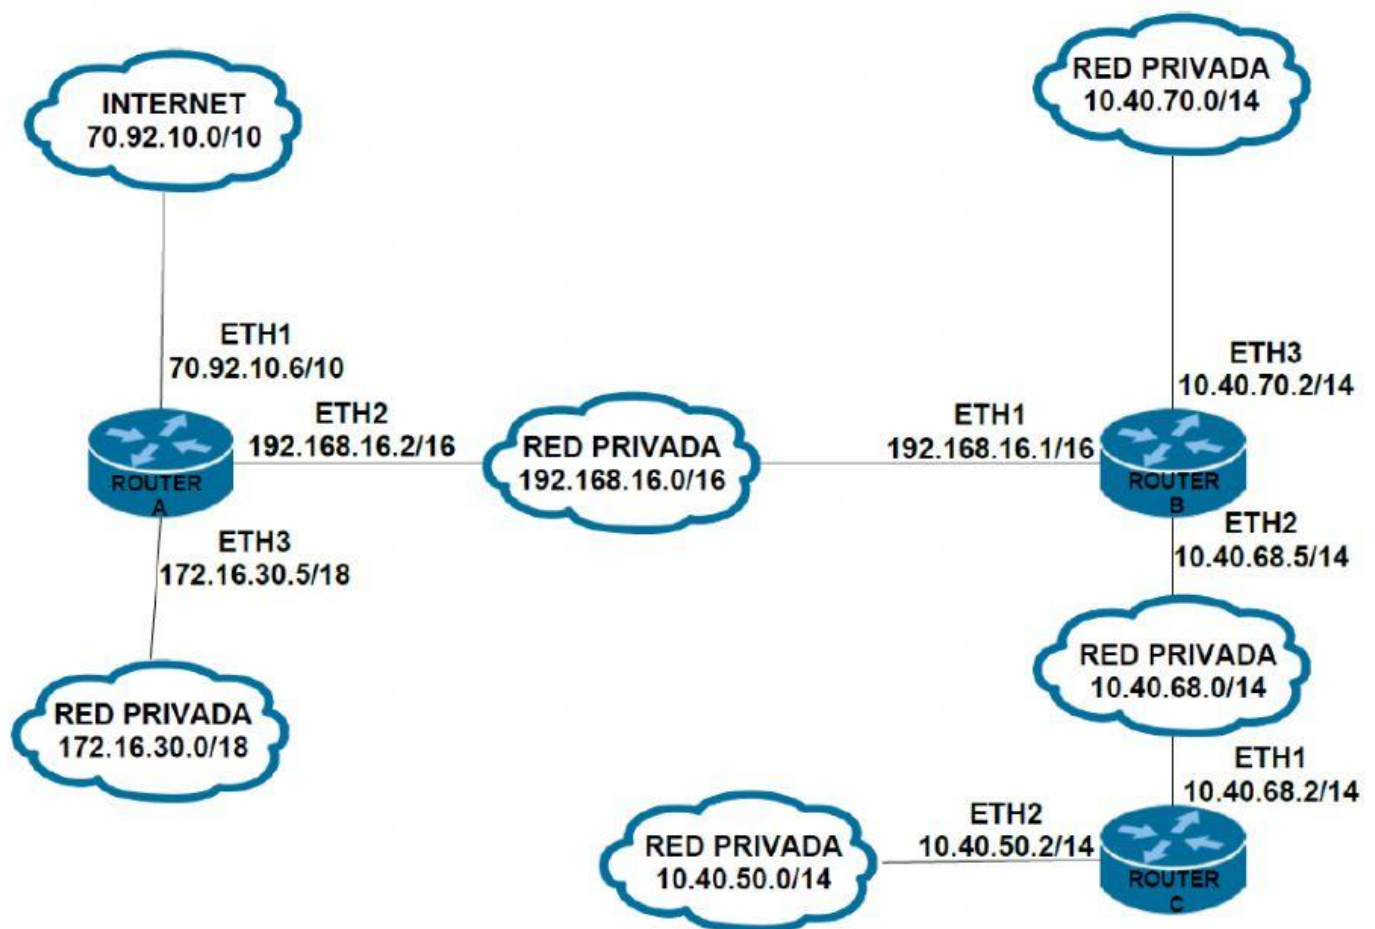 INTERNET
70.92.10.0/10
RED PRIVADA
10.40.70.0/14
ETH1
70.92.10.6/10
ETH3
10.40.70.2/14
ETH2
192.168.16.2/16
RED PRIVADA
192.168.16.0/16
ETH1
192.168.16.1/16
ROUTER
A
ROUTER
B
ETH3
172.16.30.5/18
ETH2
10.40.68.5/14
RED PRIVADA
172.16.30.0/18
RED PRIVADA
10.40.68.0/14
ETH1
10.40.68.2/14
RED PRIVADA
10.40.50.0/14
ETH2
10.40.50.2/14
ROUTER
C